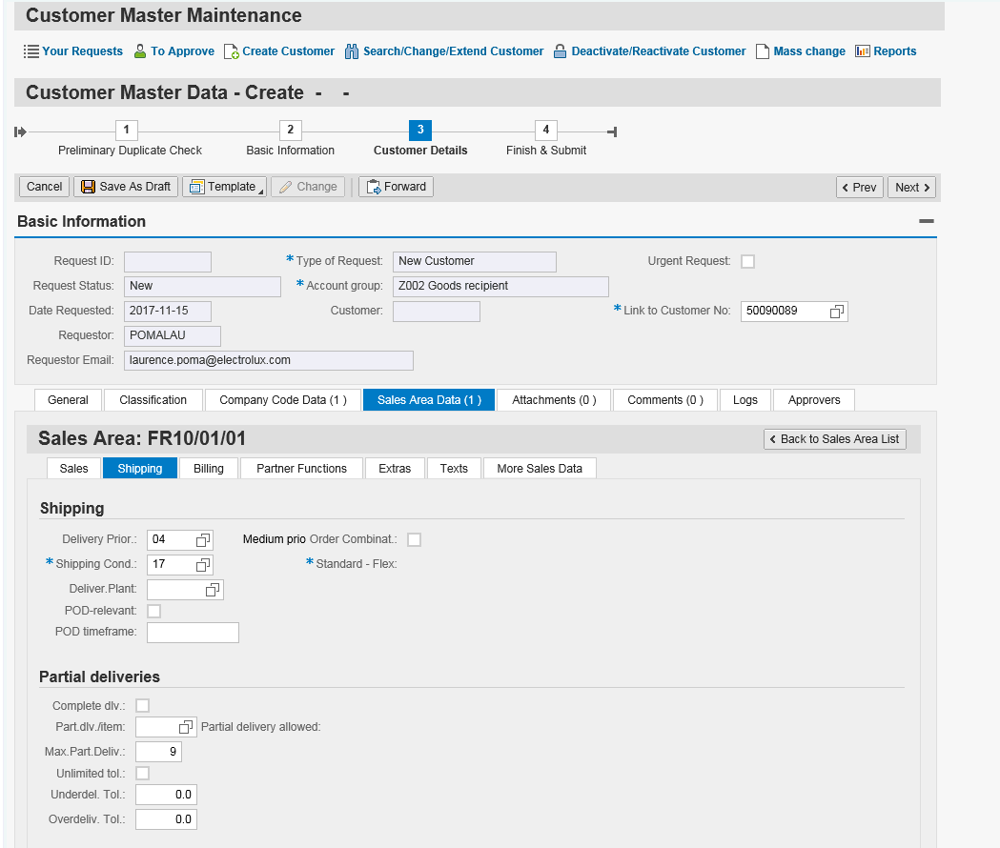 Customer Master Maintenance
Your Requests To Approve Create Customer Search/Change/Extend Customer Deactivate/Reactivate Customer Mass change Reports
Customer Master Data - Create - -
1 2 3 4
Preliminary Duplicate Check Basic Information Customer Details Finish & Submit
Cancel Save As Draft Template Change Forward Prev Next
Basic Information
Request ID: * Type of Request: New Customer Urgent Request:
Request Status: New * Account group: Z002 Goods recipient
Date Requested: 2017-11-15 Customer: * Link to Customer No: 50090089
Requestor: POMALAU
Requestor Email: laurence.poma@electrolux.com
General Classification Company Code Data (1 ) Sales Area Data (1 ) Attachments (0 ) Comments (0 ) Logs Approvers
Sales Area: FR10/01/01 Back to Sales Area List
Sales Shipping Billing Partner Functions Extras Texts More Sales Data
Shipping
Delivery Prior.: 04 Medium prio Order Combinat.:
* Shipping Cond.: 17 * Standard - Flex:
Deliver.Plant:
POD-relevant:
POD timeframe:
Partial deliveries
Complete dlv.:
Part.dlv./item: Partial delivery allowed:
Max.Part.Deliv.: 9
Unlimited tol.:
Underdel. Tol.: 0.0
Overdeliv. Tol.: 0.0